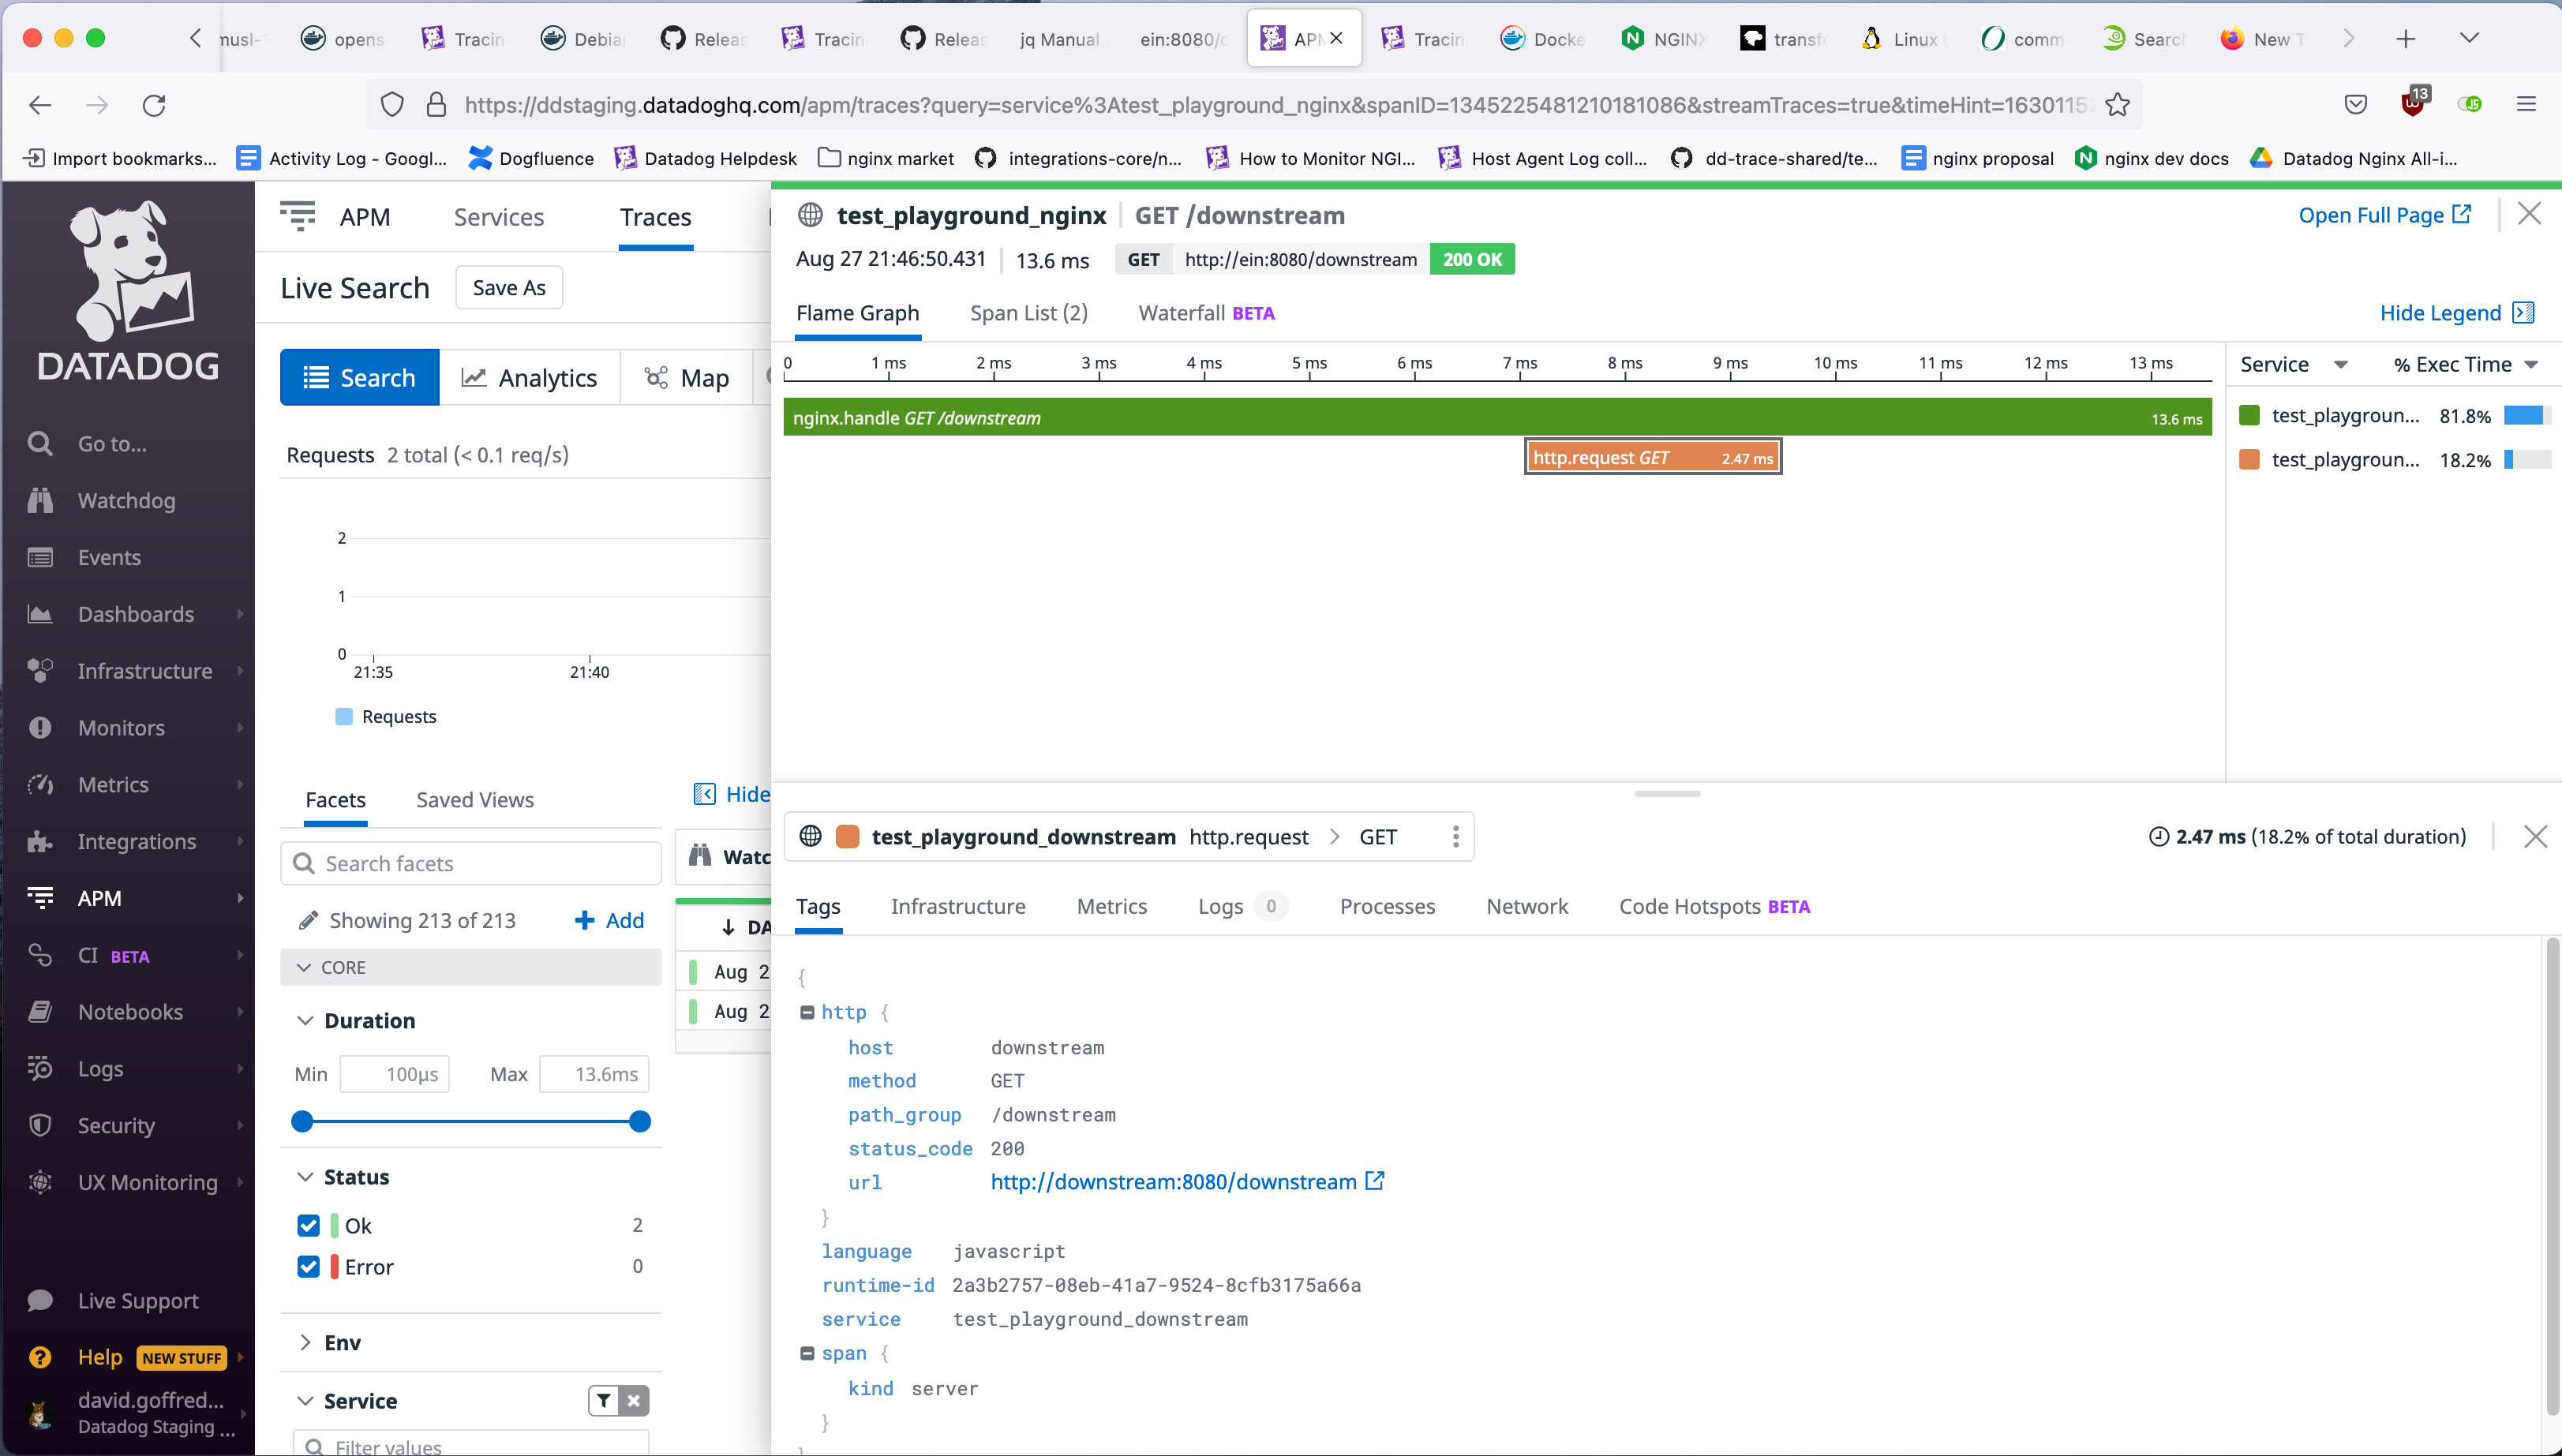 musl-1
opens
Tracin
Debia
Releas
Tracin
Releas
jq Manual
ein:8080/d
APM
Tracin
Docke
NGINX
transf
Linux
comm
Search
New T
https://ddstaging.datadoghq.com/apm/traces?query=service%3Atest_playground_nginx&spanID=1345225481210181086&streamTraces=true&timeHint=16301152
13
Import bookmarks...
Activity Log - Googl...
Dogfluence
Datadog Helpdesk
nginx market
integrations-core/n...
How to Monitor NGI...
Host Agent Log coll...
dd-trace-shared/te...
nginx proposal
nginx dev docs
Datadog Nginx All-i...
DATADOG
Go to...
Watchdog
Events
Dashboards
Infrastructure
Monitors
Metrics
Integrations
APM
CI BETA
Notebooks
Logs
Security
UX Monitoring
Live Support
Help NEW STUFF
david.goffred...
Datadog Staging ...
APM
Services
Traces
Live Search
Save As
Search
Analytics
Map
Requests 2 total (< 0.1 req/s)
2
1
0
21:35
21:40
Requests
Facets
Saved Views
Hide
Search facets
Showing 213 of 213
Add
CORE
Duration
Min 100µs Max 13.6ms
Status
Ok 2
Error 0
Env
Service
Filter values
Watc
DA
Aug 2
Aug 2
test_playground_nginx GET /downstream
Open Full Page
Aug 27 21:46:50.431 13.6 ms GET http://ein:8080/downstream 200 OK
Flame Graph
Span List (2)
Waterfall BETA
Hide Legend
0 1 ms 2 ms 3 ms 4 ms 5 ms 6 ms 7 ms 8 ms 9 ms 10 ms 11 ms 12 ms 13 ms
nginx.handle GET /downstream 13.6 ms
http.request GET 2.47 ms
Service % Exec Time
test_playgroun... 81.8%
test_playgroun... 18.2%
test_playground_downstream http.request > GET
2.47 ms (18.2% of total duration)
Tags
Infrastructure
Metrics
Logs 0
Processes
Network
Code Hotspots BETA
{
http {
host downstream
method GET
path_group /downstream
status_code 200
url http://downstream:8080/downstream
}
language javascript
runtime-id 2a3b2757-08eb-41a7-9524-8cfb3175a66a
service test_playground_downstream
span {
kind server
}